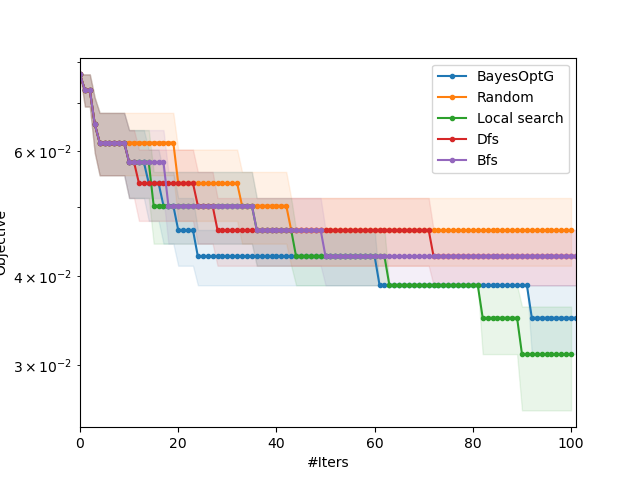 BayesOptG
Random
Local search
Dfs
Bfs
6 × 10⁻²
4 × 10⁻²
3 × 10⁻²
Objective
0 20 40 60 80 100
#Iters